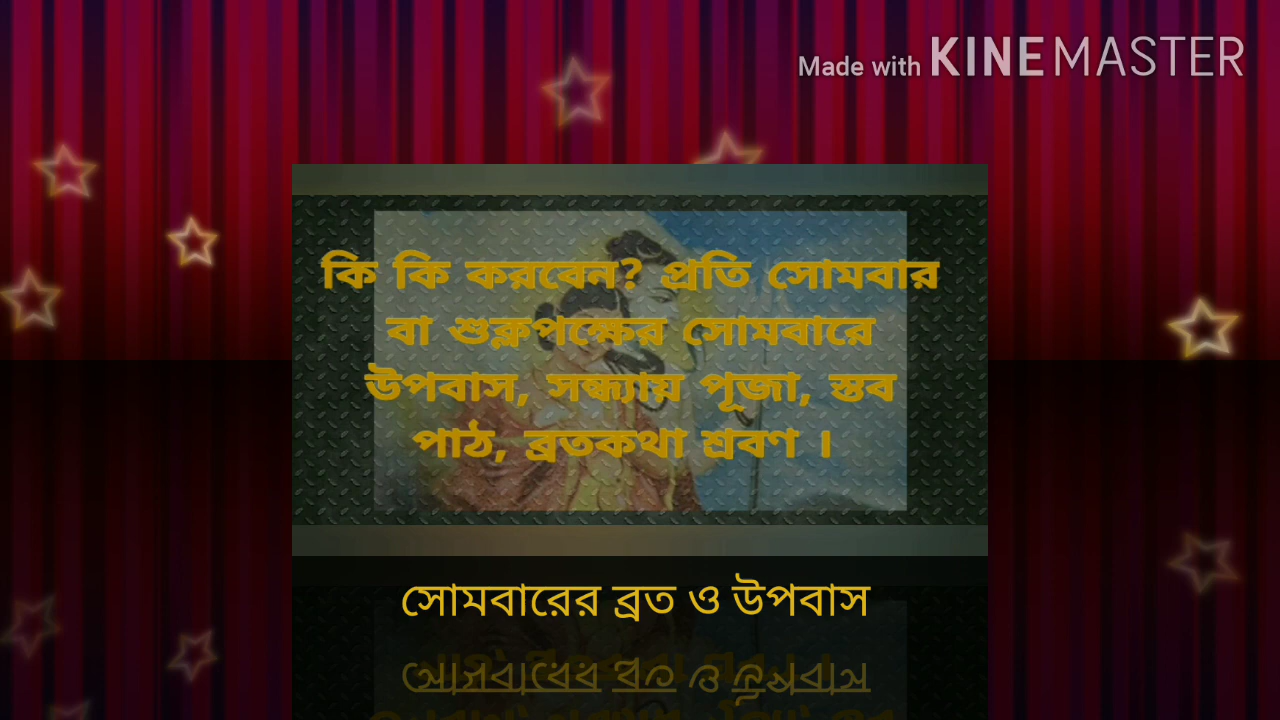 Made with KINEMASTER
কি কি করবেন? প্রতি সোমবার
বা শুক্লপক্ষের সোমবারে
উপবাস, সন্ধ্যায় পূজা, স্তব
পাঠ, ব্রতকথা শ্রবণ ।
সোমবারের ব্রত ও উপবাস